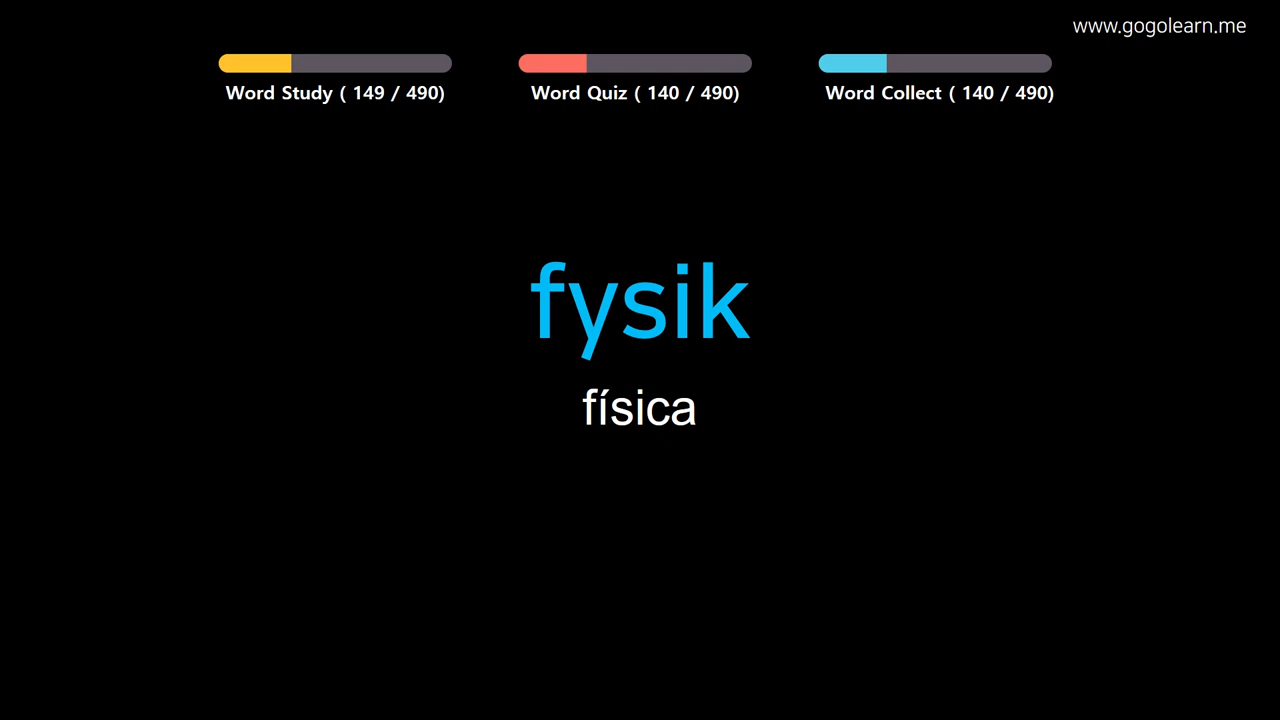 www.gogolearn.me
Word Study ( 149 / 490)
Word Quiz ( 140 / 490)
Word Collect ( 140 / 490)
fysik
física